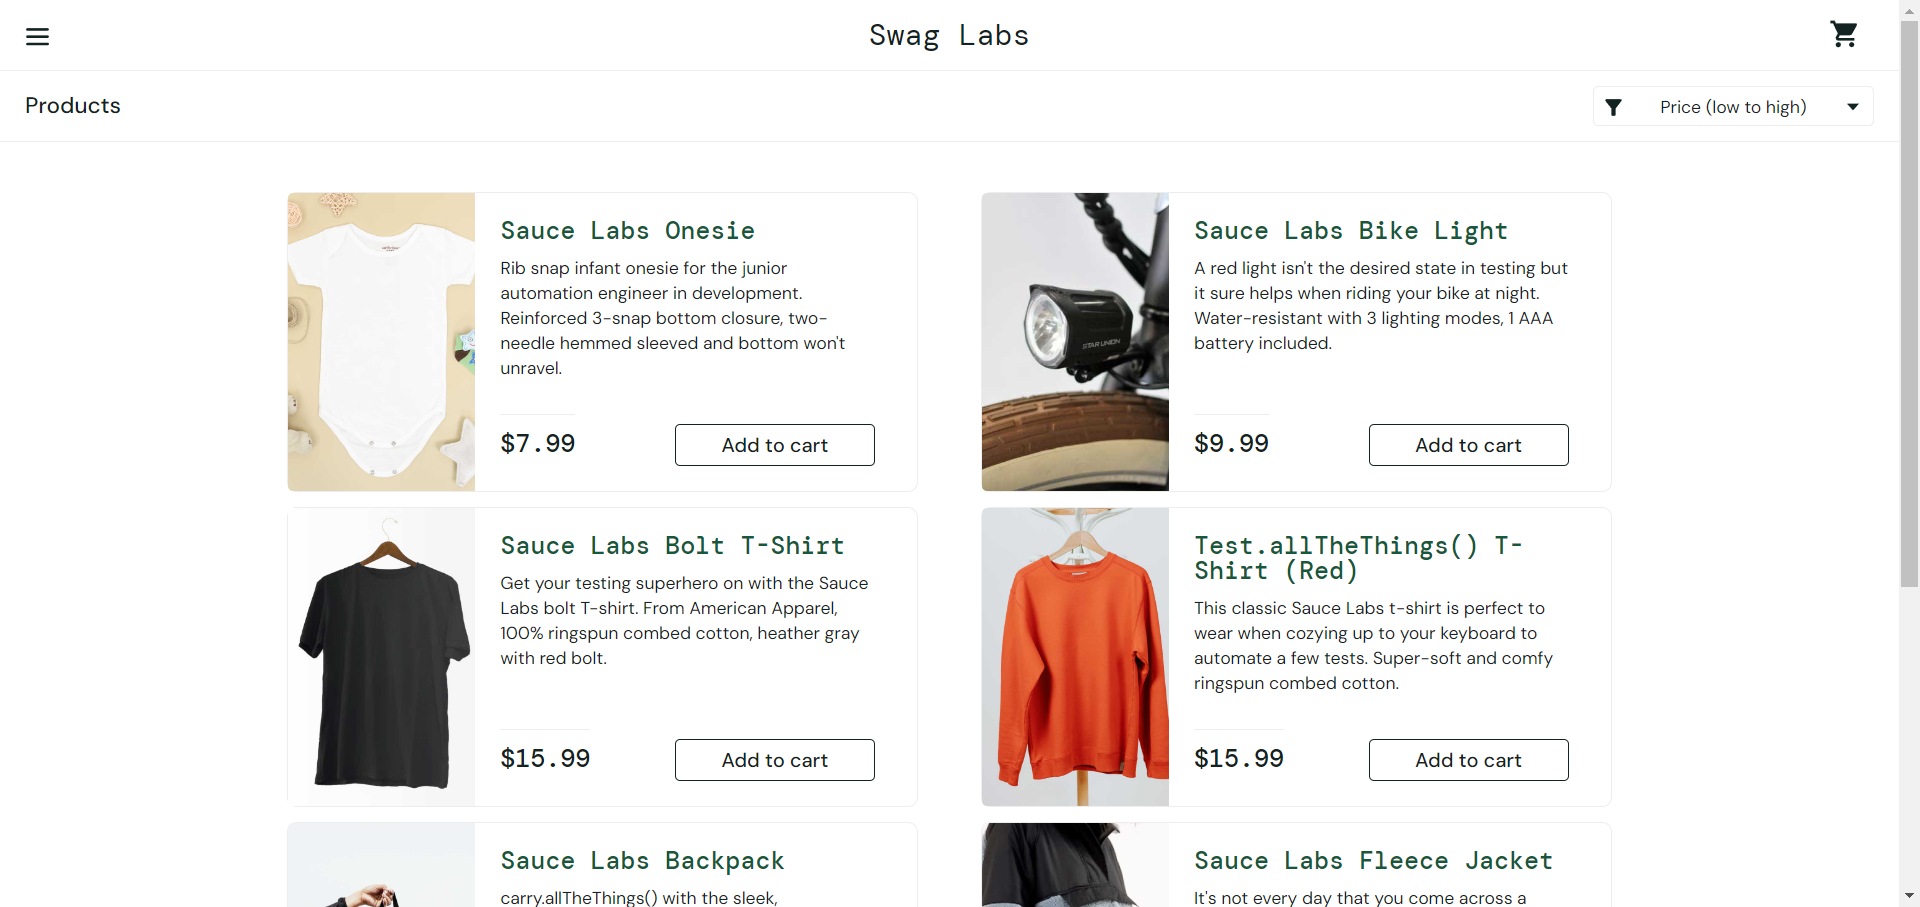 Swag Labs
Products
Price (low to high)
Sauce Labs Onesie
Rib snap infant onesie for the junior
automation engineer in development.
Reinforced 3-snap bottom closure, two-
needle hemmed sleeved and bottom won't
unravel.
$7.99
Add to cart
STAR UNION
Sauce Labs Bike Light
A red light isn't the desired state in testing but
it sure helps when riding your bike at night.
Water-resistant with 3 lighting modes, 1 AAA
battery included.
$9.99
Add to cart
Sauce Labs Bolt T-Shirt
Get your testing superhero on with the Sauce
Labs bolt T-shirt. From American Apparel,
100% ringspun combed cotton, heather gray
with red bolt.
$15.99
Add to cart
Test.allTheThings() T-
Shirt (Red)
This classic Sauce Labs t-shirt is perfect to
wear when cozying up to your keyboard to
automate a few tests. Super-soft and comfy
ringspun combed cotton.
$15.99
Add to cart
Sauce Labs Backpack
carry.allTheThings() with the sleek,
Sauce Labs Fleece Jacket
It's not every day that you come across a